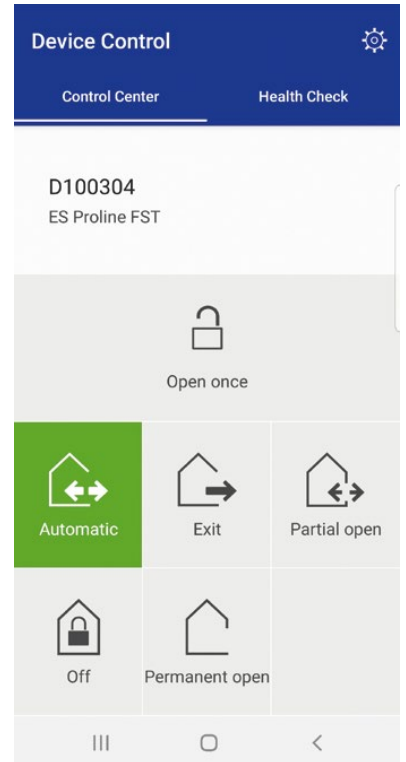 Device Control
Control Center Health Check
D100304
ES Proline FST
Open once
Automatic Exit Partial open
Off Permanent open